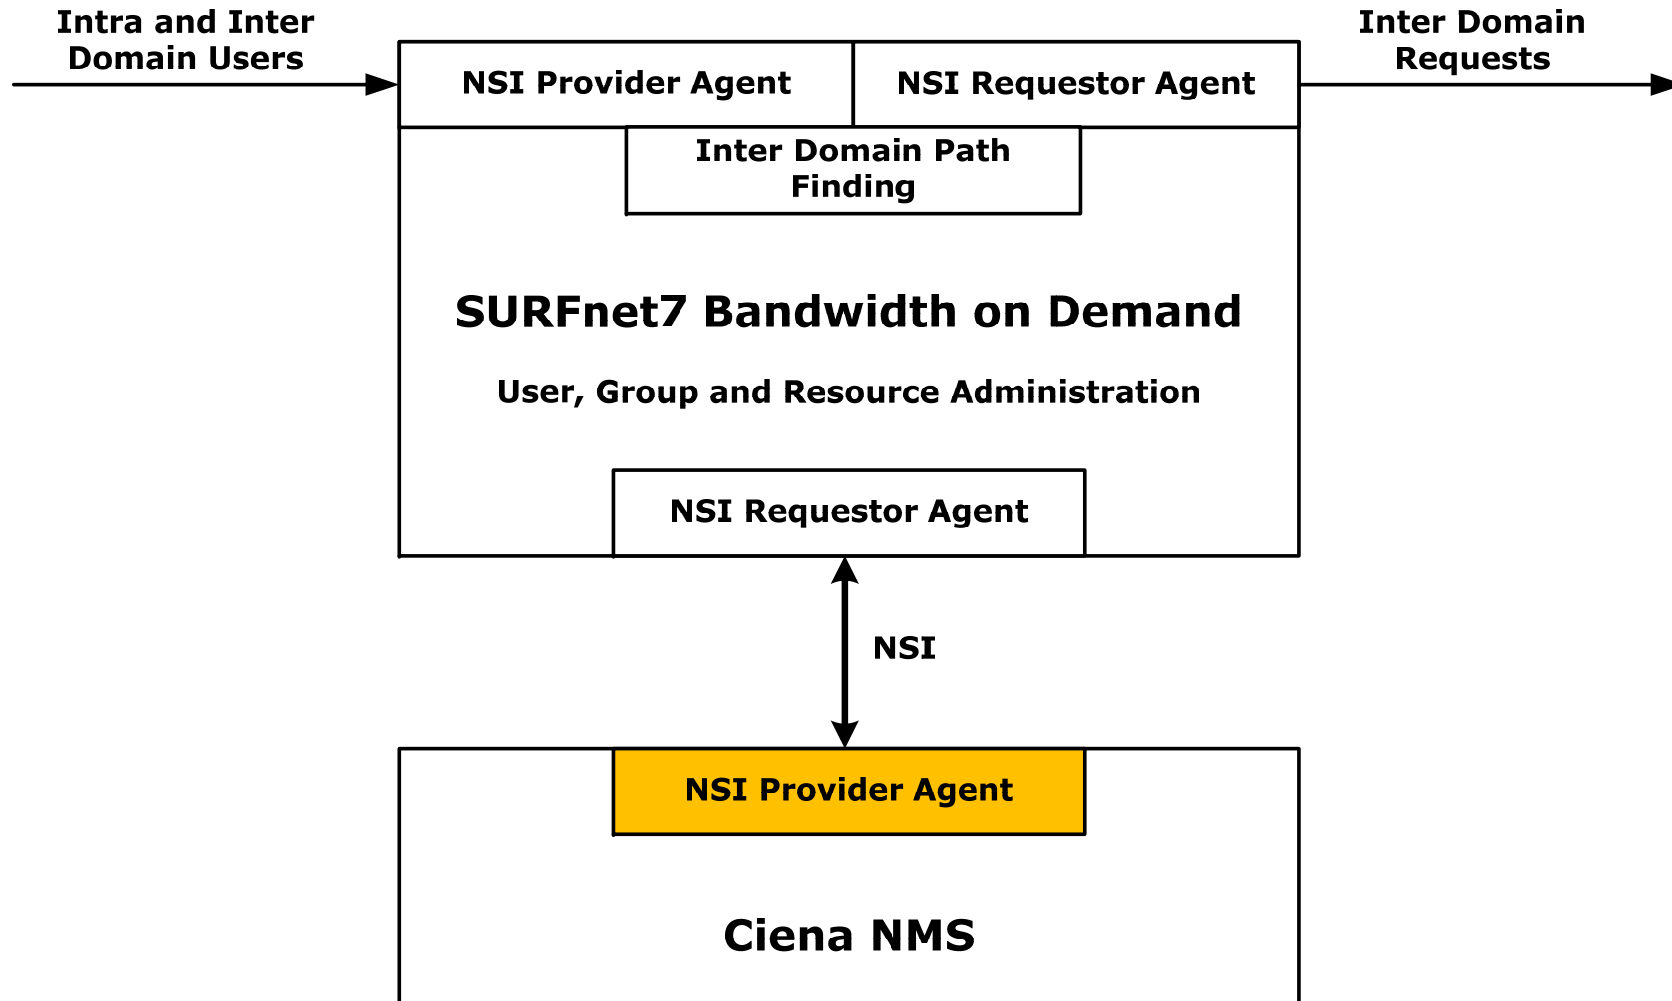 Intra and Inter
Domain Users
Inter Domain
Requests
NSI Provider Agent
NSI Requestor Agent
Inter Domain Path
Finding
SURFnet7 Bandwidth on Demand
User, Group and Resource Administration
NSI Requestor Agent
NSI
NSI Provider Agent
Ciena NMS